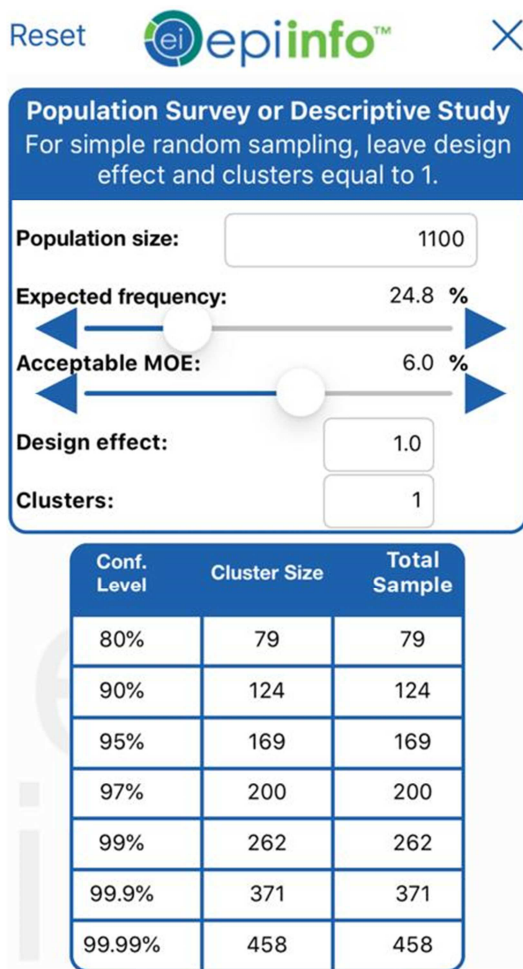 Reset
ei epiinfo™
Population Survey or Descriptive Study
For simple random sampling, leave design
effect and clusters equal to 1.
Population size: 1100
Expected frequency: 24.8 %
Acceptable MOE: 6.0 %
Design effect: 1.0
Clusters: 1
Conf. Level Cluster Size Total Sample
80% 79 79
90% 124 124
95% 169 169
97% 200 200
99% 262 262
99.9% 371 371
99.99% 458 458